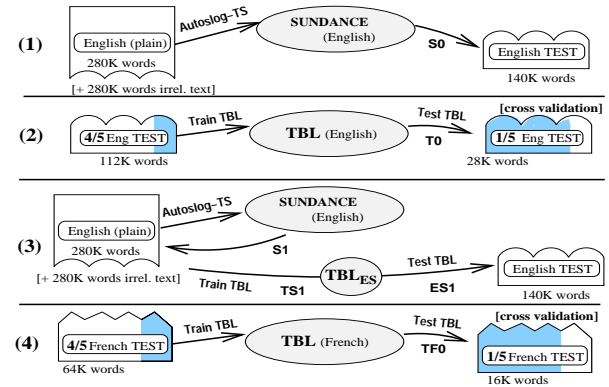 (1)
English (plain)
280K words
[+ 280K words irrel. text]
Autoslog–TS
SUNDANCE
(English)
S0
English TEST
140K words
(2)
4/5 Eng TEST
112K words
Train TBL
TBL (English)
Test TBL
T0
[cross validation]
1/5 Eng TEST
28K words
(3)
English (plain)
280K words
[+ 280K words irrel. text]
Autoslog–TS
SUNDANCE
(English)
S1
Train TBL
TS1
TBL_ES
Test TBL
ES1
English TEST
140K words
(4)
4/5 French TEST
64K words
Train TBL
TBL (French)
Test TBL
TF0
[cross validation]
1/5 French TEST
16K words